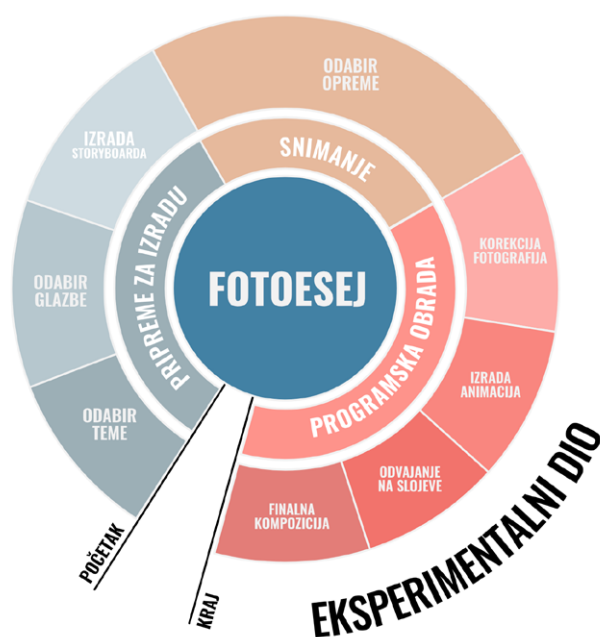 ODABIR
OPREME
IZRADA
STORYBOARDA
SNIMANJE
KOREKCIJA
FOTOGRAFIJA
ODABIR
GLAZBE
PRIPREME ZA IZRADU
FOTOESEJ
PROGRAMSKA OBRADA
IZRADA
ANIMACIJA
ODABIR
TEME
ODVAJANJE
NA SLOJEVE
FINALNA
KOMPOZICIJA
POČETAK
KRAJ
EKSPERIMENTALNI DIO